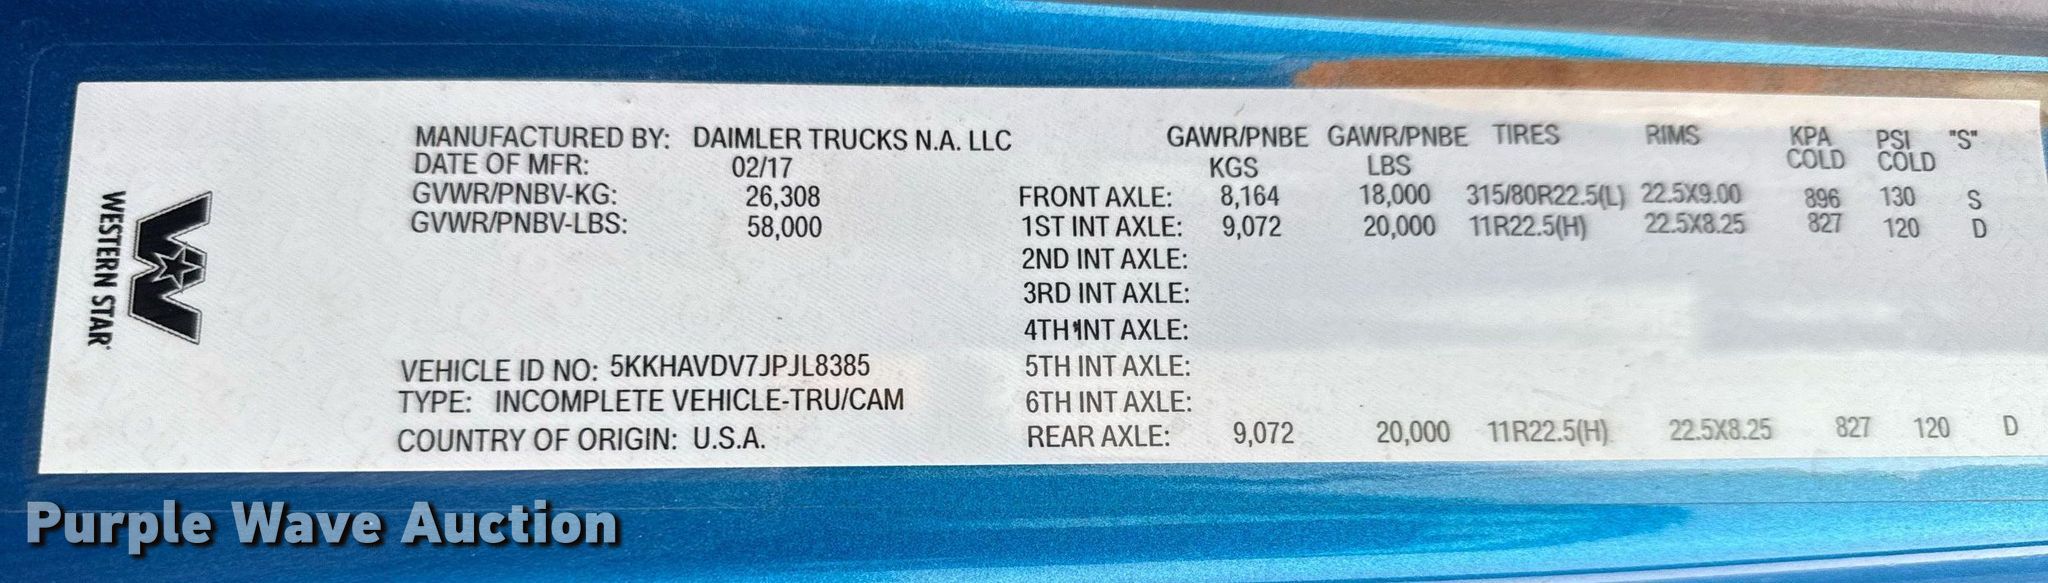 WESTERN STAR
MANUFACTURED BY: DAIMLER TRUCKS N.A. LLC
DATE OF MFR: 02/17
GVWR/PNBV-KG: 26,308
GVWR/PNBV-LBS: 58,000
VEHICLE ID NO: 5KKHAVDV7JPJL8385
TYPE: INCOMPLETE VEHICLE-TRU/CAM
COUNTRY OF ORIGIN: U.S.A.
GAWR/PNBE GAWR/PNBE TIRES RIMS KPA PSI "S"
KGS LBS COLD COLD
FRONT AXLE: 8,164 18,000 315/80R22.5(L) 22.5X9.00 896 130 S
1ST INT AXLE: 9,072 20,000 11R22.5(H) 22.5X8.25 827 120 D
2ND INT AXLE:
3RD INT AXLE:
4TH INT AXLE:
5TH INT AXLE:
6TH INT AXLE:
REAR AXLE: 9,072 20,000 11R22.5(H) 22.5X8.25 827 120 D
Purple Wave Auction